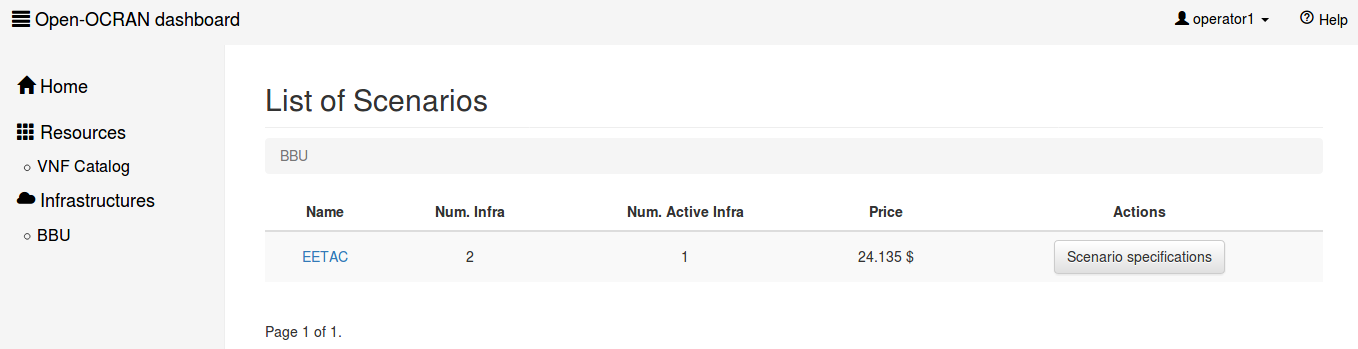 Open-OCRAN dashboard
operator1
Help
Home
Resources
VNF Catalog
Infrastructures
BBU
List of Scenarios
BBU
Name Num. Infra Num. Active Infra Price Actions
EETAC 2 1 24.135 $ Scenario specifications
Page 1 of 1.